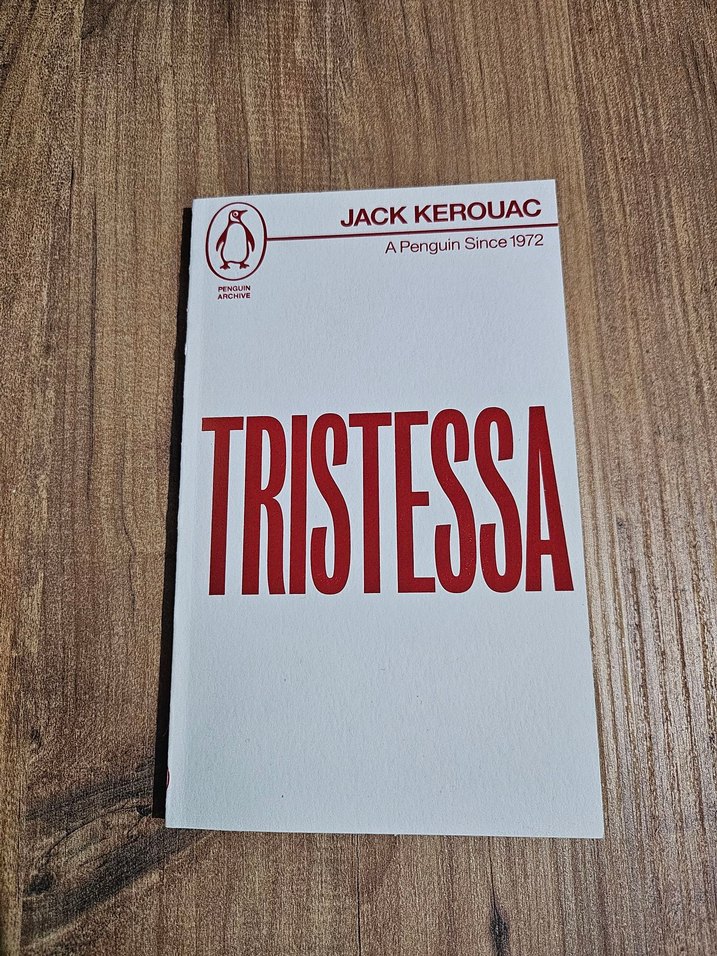 JACK KEROUAC
A Penguin Since 1972
PENGUIN
ARCHIVE
TRISTESSA